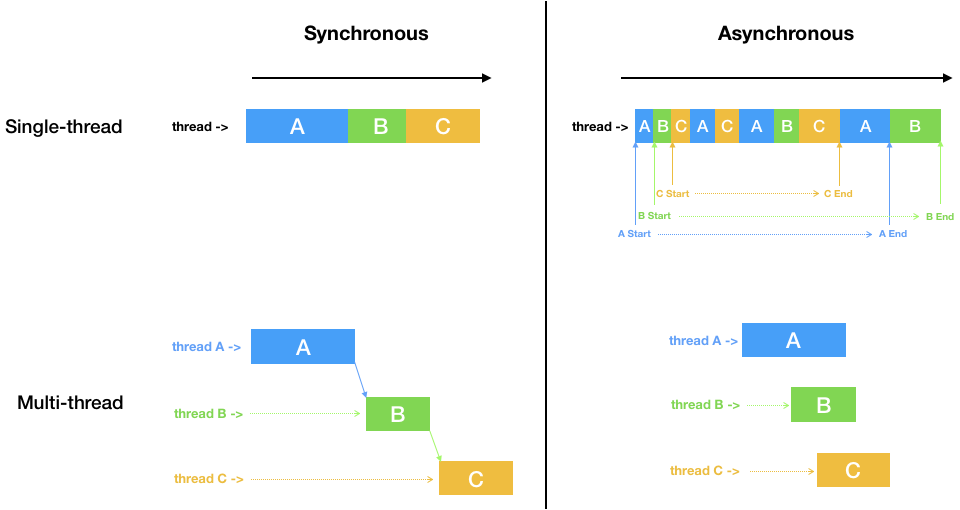 Synchronous
Asynchronous
Single-thread
thread ->
A B C
thread ->
A B C A C A B C A B
C Start
C End
B Start
B End
A Start
A End
Multi-thread
thread A ->
A
thread B ->
B
thread C ->
C
thread A ->
A
thread B ->
B
thread C ->
C